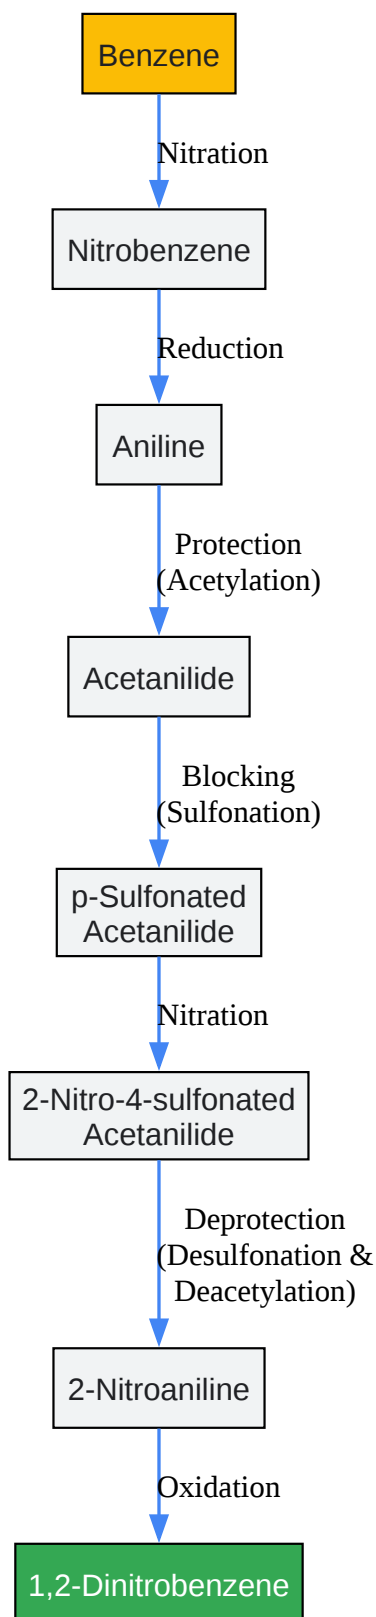 Benzene
Nitration
Nitrobenzene
Reduction
Aniline
Protection
(Acetylation)
Acetanilide
Blocking
(Sulfonation)
p-Sulfonated
Acetanilide
Nitration
2-Nitro-4-sulfonated
Acetanilide
Deprotection
(Desulfonation &
Deacetylation)
2-Nitroaniline
Oxidation
1,2-Dinitrobenzene